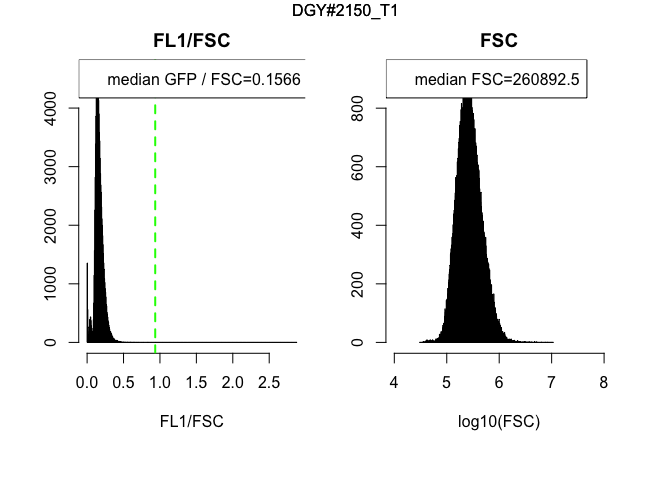 DGY#2150_T1
FL1/FSC
median GFP / FSC=0.1566
4000
3000
2000
1000
0
0.0 0.5 1.0 1.5 2.0 2.5
FL1/FSC
FSC
median FSC=260892.5
800
600
400
200
0
4 5 6 7 8
log10(FSC)